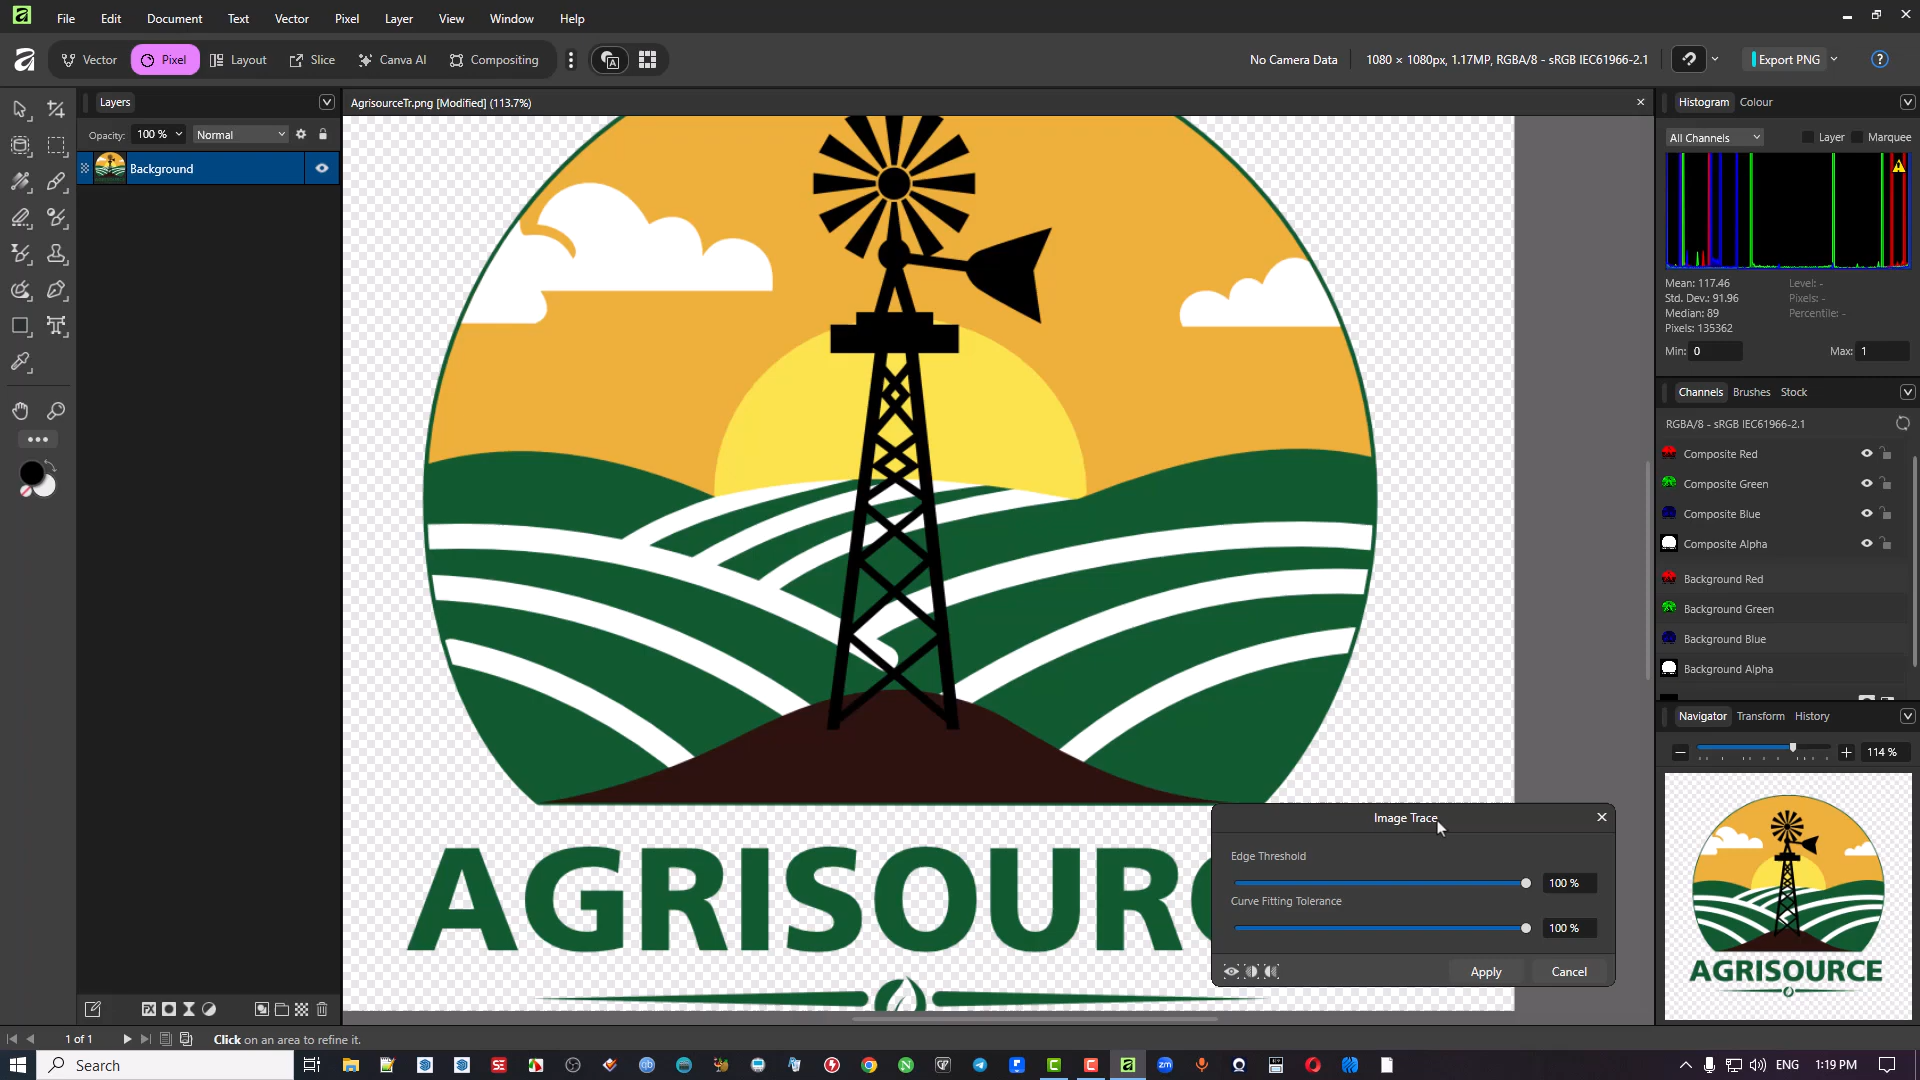 File Edit Document Text Vector Pixel Layer View Window Help
Vector Pixel Layout Slice Canva AI Compositing No Camera Data 1080 × 1080px, 1.17MP, RGBA/8 - sRGB IEC61966-2.1 Export PNG
Layers
AgrisourceTr.png [Modified] (113.7%)
Opacity: 100 % Normal
Background
Histogram Colour
All Channels Layer Marquee
Mean: 117.46 Level: -
Std. Dev.: 91.96 Pixels: -
Median: 89 Percentile: -
Pixels: 135362
Min: 0 Max: 1
Channels Brushes Stock
RGBA/8 - sRGB IEC61966-2.1
Composite Red
Composite Green
Composite Blue
Composite Alpha
Background Red
Background Green
Background Blue
Background Alpha
Navigator Transform History
114 %
AGRISOURCE
AGRISOURC
Image Trace
Edge Threshold
100 %
Curve Fitting Tolerance
100 %
Apply Cancel
1 of 1 Click on an area to refine it.
Search ENG 1:19 PM